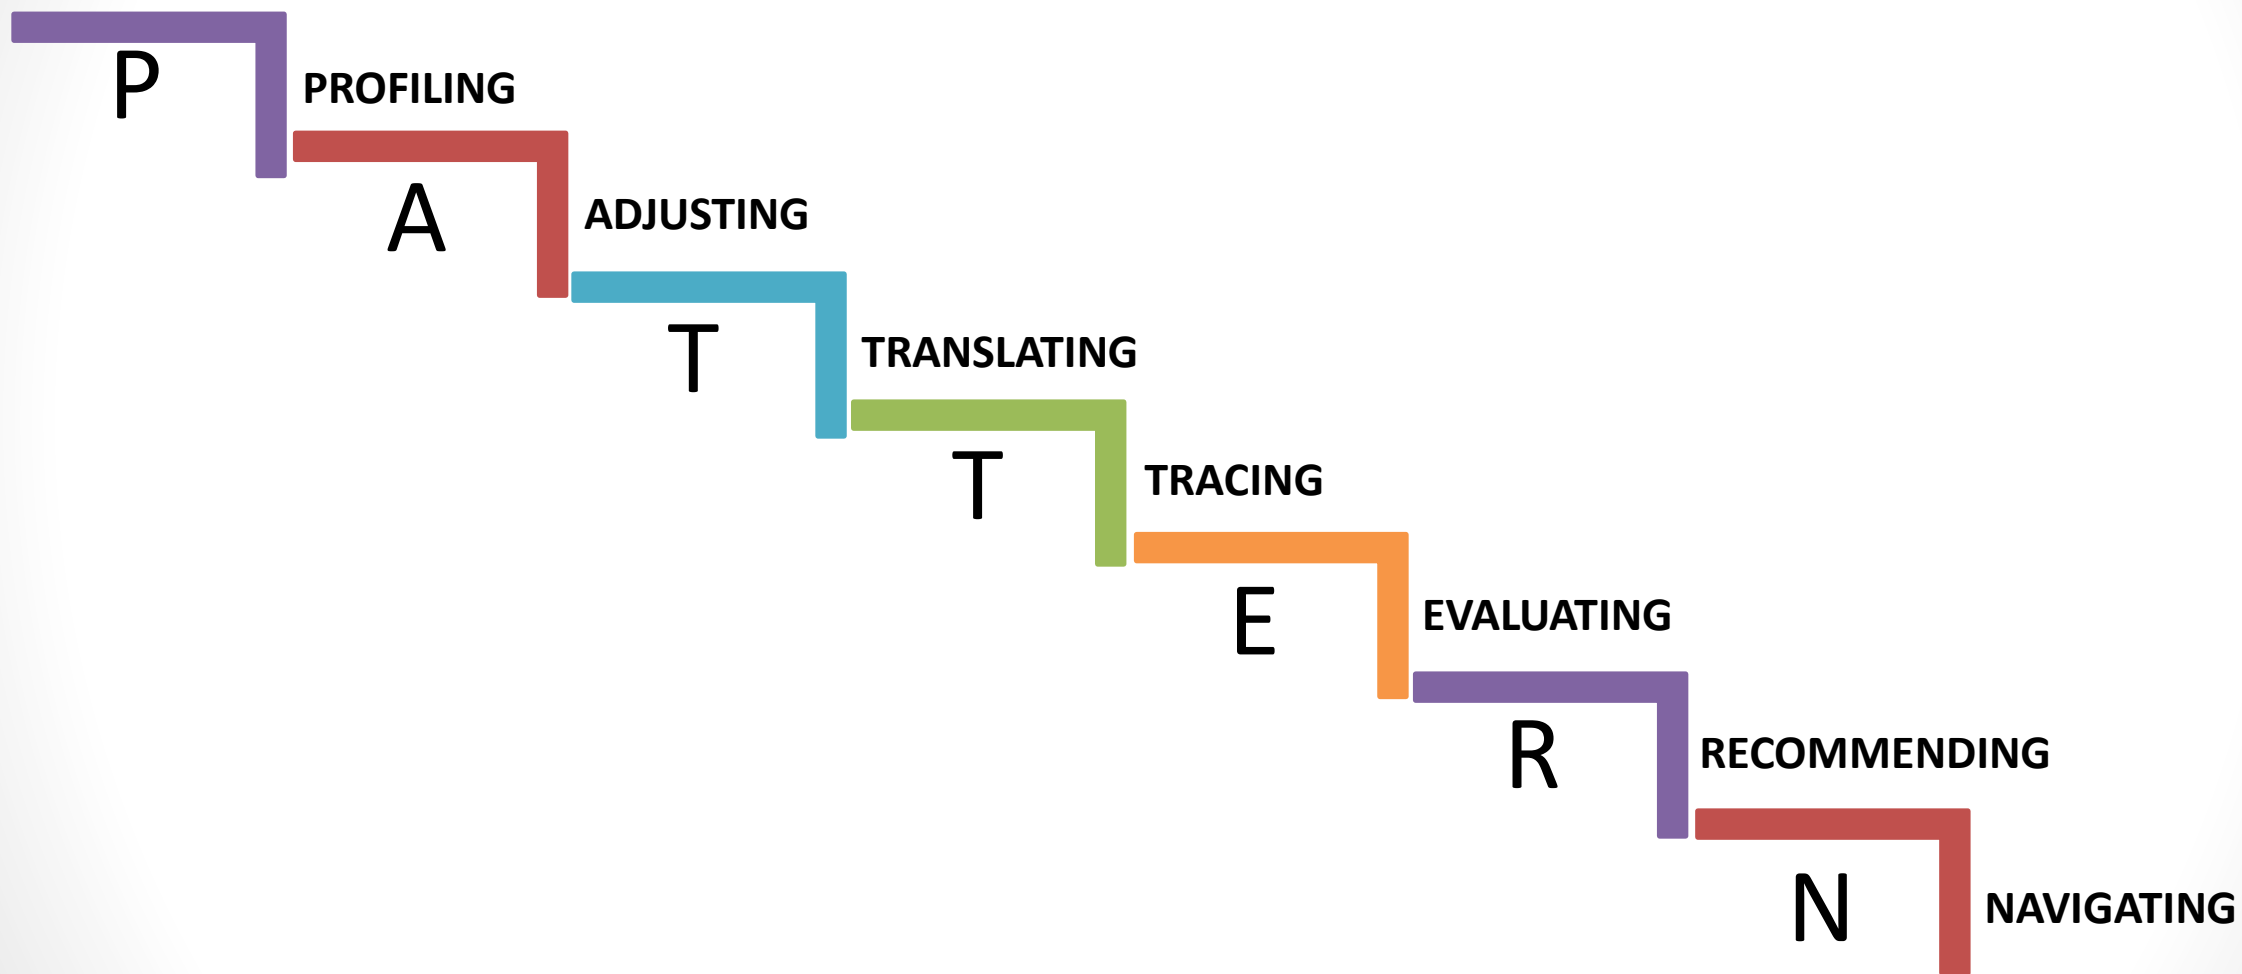 P
PROFILING
A
ADJUSTING
T
TRANSLATING
T
TRACING
E
EVALUATING
R
RECOMMENDING
N
NAVIGATING